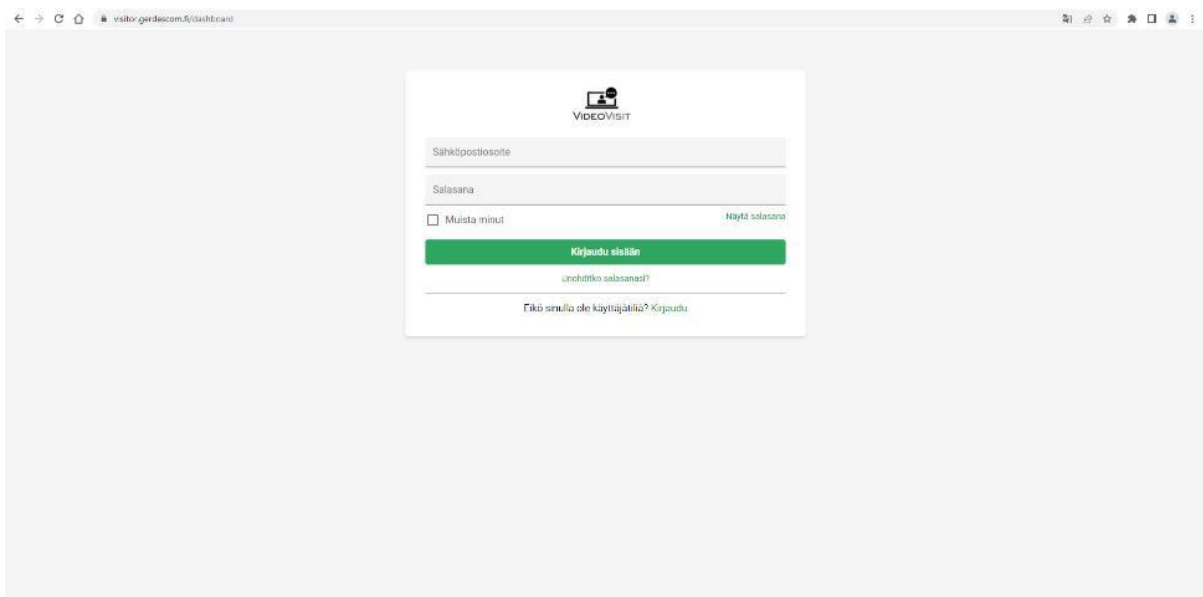 visitor.gerdescom.fi/dashboard
VIDEOVISIT
Sähköpostiosoite
Salasana
Muista minut
Näytä salasana
Kirjaudu sisään
Unohditko salasanasi?
Eikö sinulla ole käyttäjätiliä? Kirjaudu